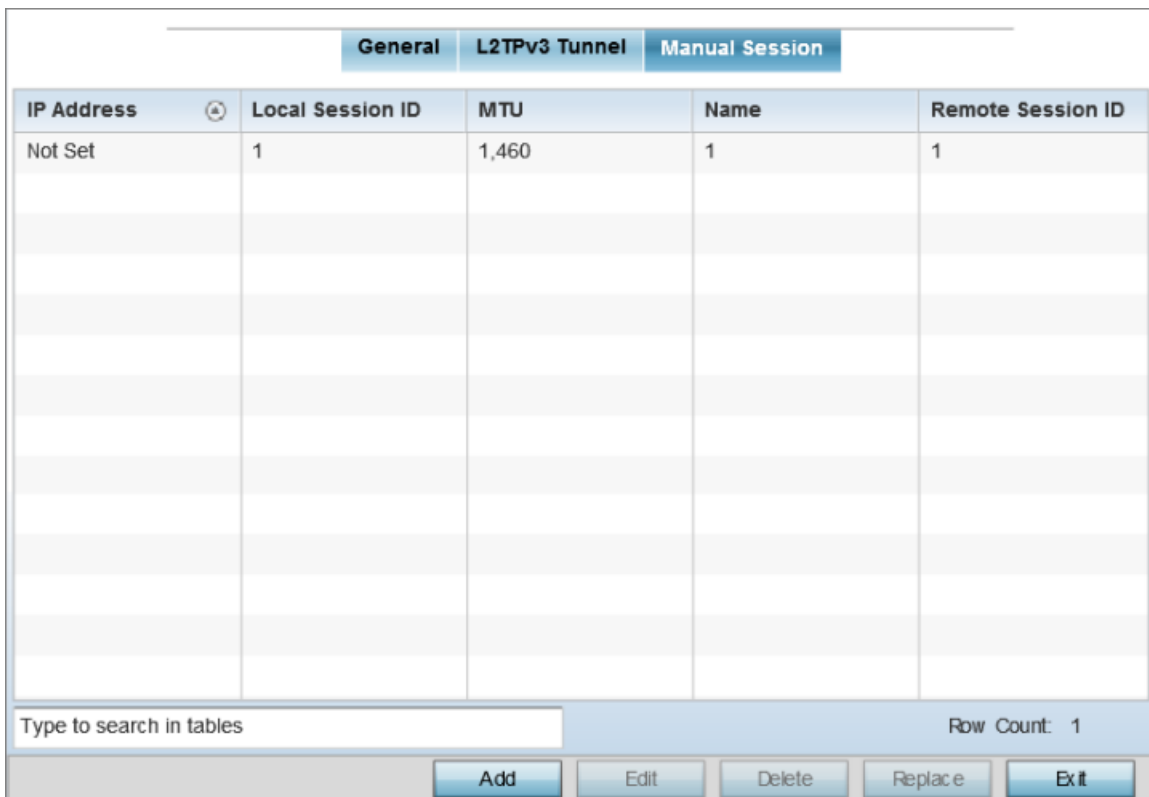 General L2TPv3 Tunnel Manual Session
IP Address Local Session ID MTU Name Remote Session ID
Not Set 1 1,460 1 1
Type to search in tables Row Count: 1
Add Edit Delete Replace Exit